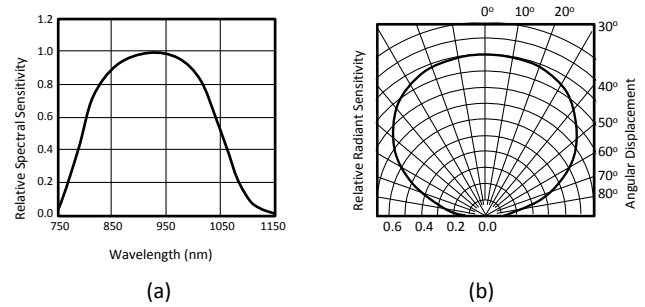 1.2
1.0
0.8
0.6
0.4
0.2
0.0
750 850 950 1050 1150
Relative Spectral Sensitivity
Wavelength (nm)
(a)
0º 10º 20º
30º
40º
50º
60º
70º
80º
Relative Radiant Sensitivity
Angular Displacement
0.6 0.4 0.2 0.0
(b)